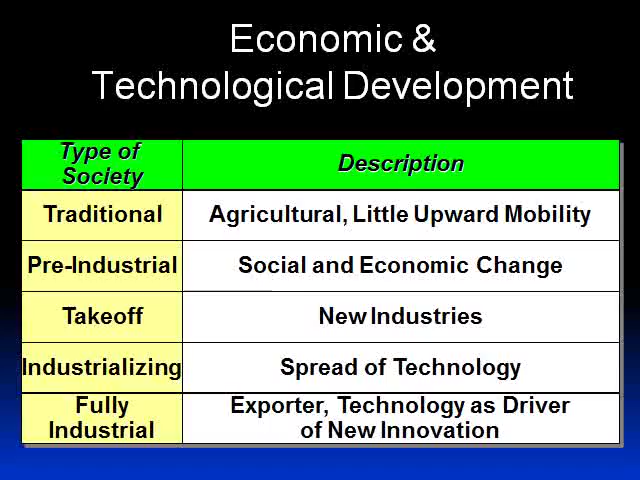 Economic &
Technological Development
Type of
Society
Description
Traditional
Agricultural, Little Upward Mobility
Pre-Industrial
Social and Economic Change
Takeoff
New Industries
Industrializing
Spread of Technology
Fully
Industrial
Exporter, Technology as Driver
of New Innovation